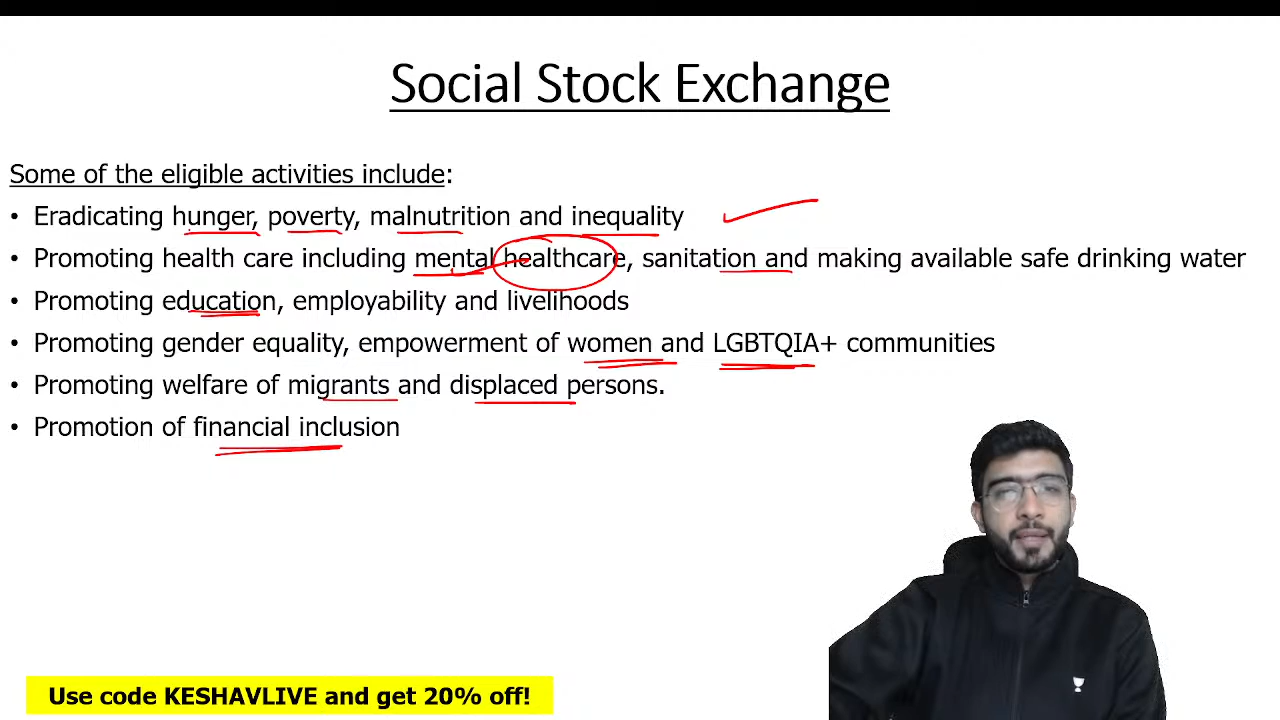 Social Stock Exchange
Some of the eligible activities include:
• Eradicating hunger, poverty, malnutrition and inequality
• Promoting health care including mental healthcare, sanitation and making available safe drinking water
• Promoting education, employability and livelihoods
• Promoting gender equality, empowerment of women and LGBTQIA+ communities
• Promoting welfare of migrants and displaced persons.
• Promotion of financial inclusion
Use code KESHAVLIVE and get 20% off!